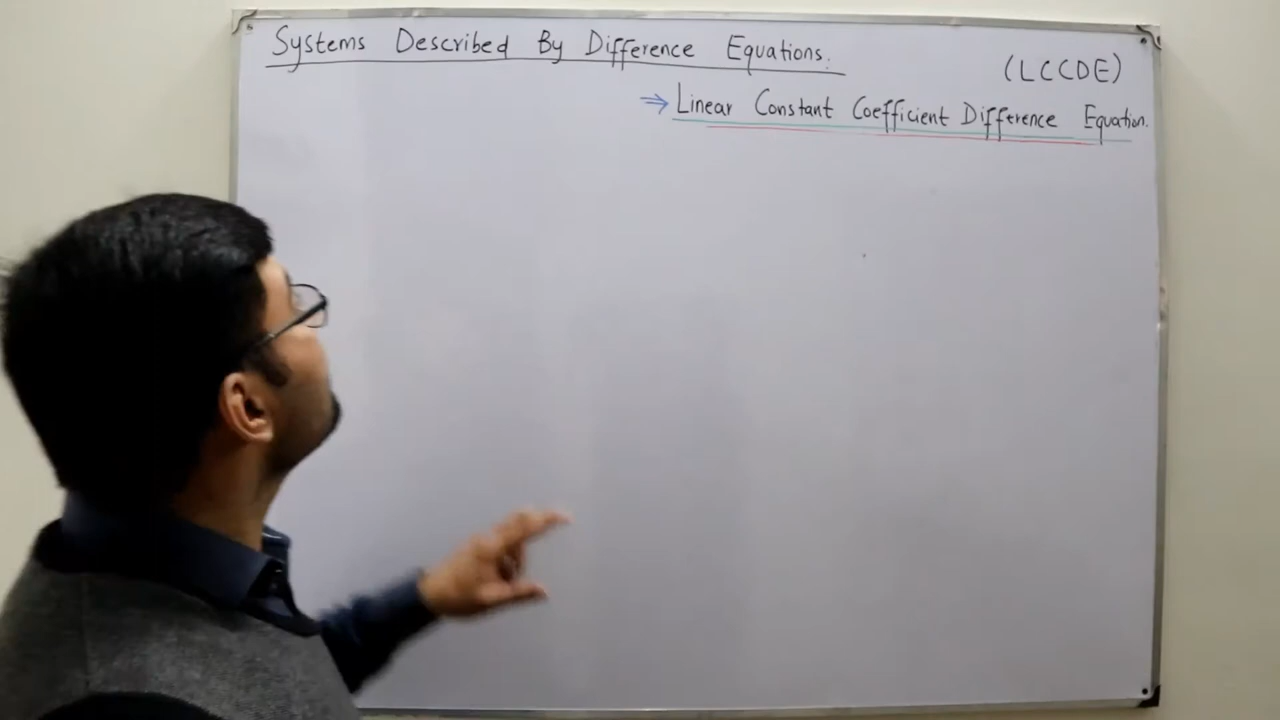 Systems Described By Difference Equations.
(LCCDE)
⇒ Linear Constant Coefficient Difference Equation.